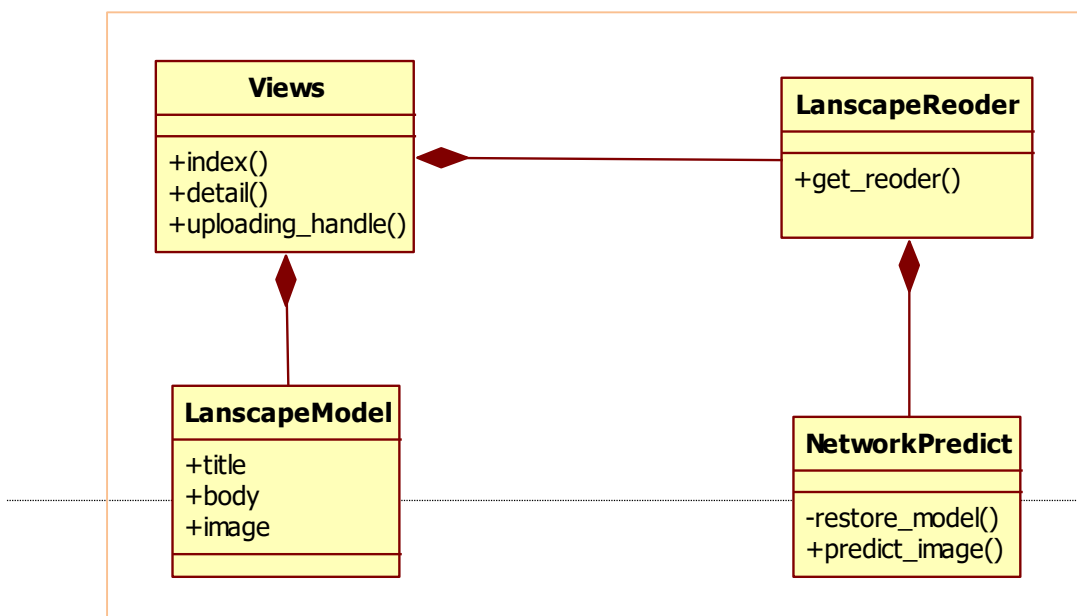 Views
+index()
+detail()
+uploading_handle()
LanscapeReoder
+get_reoder()
LanscapeModel
+title
+body
+image
NetworkPredict
-restore_model()
+predict_image()